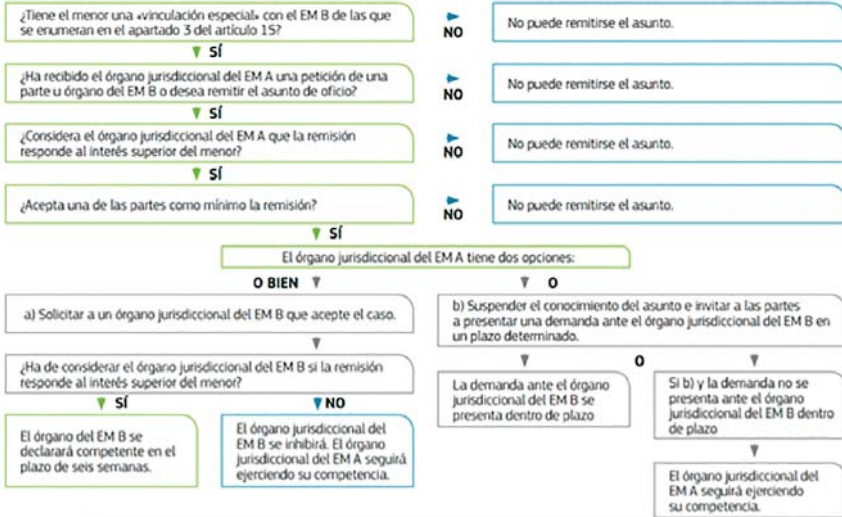 ¿Tiene el menor una «vinculación especial» con el EM B de las que
se enumeran en el apartado 3 del artículo 15?
NO
No puede remitirse el asunto.
SÍ
¿Ha recibido el órgano jurisdiccional del EM A una petición de una
parte u órgano del EM B o desea remitir el asunto de oficio?
NO
No puede remitirse el asunto.
SÍ
¿Considera el órgano jurisdiccional del EM A que la remisión
responde al interés superior del menor?
NO
No puede remitirse el asunto.
SÍ
¿Acepta una de las partes como mínimo la remisión?
NO
No puede remitirse el asunto.
SÍ
El órgano jurisdiccional del EM A tiene dos opciones:
O BIEN
O
a) Solicitar a un órgano jurisdiccional del EM B que acepte el caso.
b) Suspender el conocimiento del asunto e invitar a las partes
a presentar una demanda ante el órgano jurisdiccional del EM B en
un plazo determinado.
¿Ha de considerar el órgano jurisdiccional del EM B si la remisión
responde al interés superior del menor?
SÍ
NO
El órgano del EM B se
declarará competente en el
plazo de seis semanas.
El órgano jurisdiccional del
EM B se inhibirá. El órgano
jurisdiccional del EM A seguirá
ejerciendo su competencia.
O
La demanda ante el órgano
jurisdiccional del EM B se
presenta dentro de plazo
Si b) y la demanda no se
presenta ante el órgano
jurisdiccional del EM B dentro
de plazo
El órgano jurisdiccional del
EM A seguirá ejerciendo
su competencia.